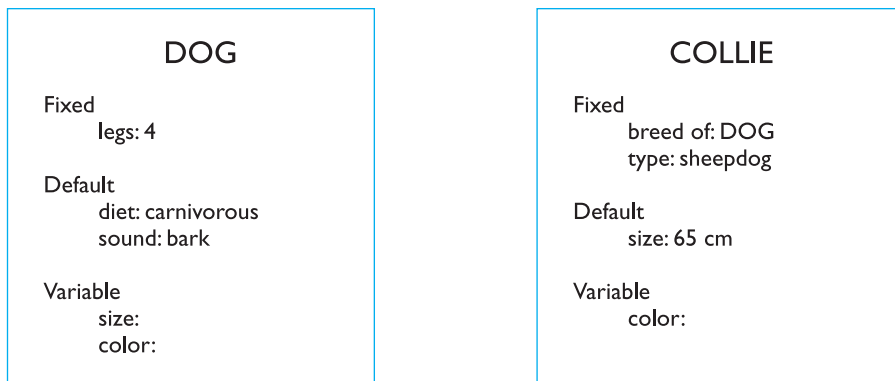 DOG
Fixed
legs: 4
Default
diet: carnivorous
sound: bark
Variable
size:
color:
COLLIE
Fixed
breed of: DOG
type: sheepdog
Default
size: 65 cm
Variable
color: